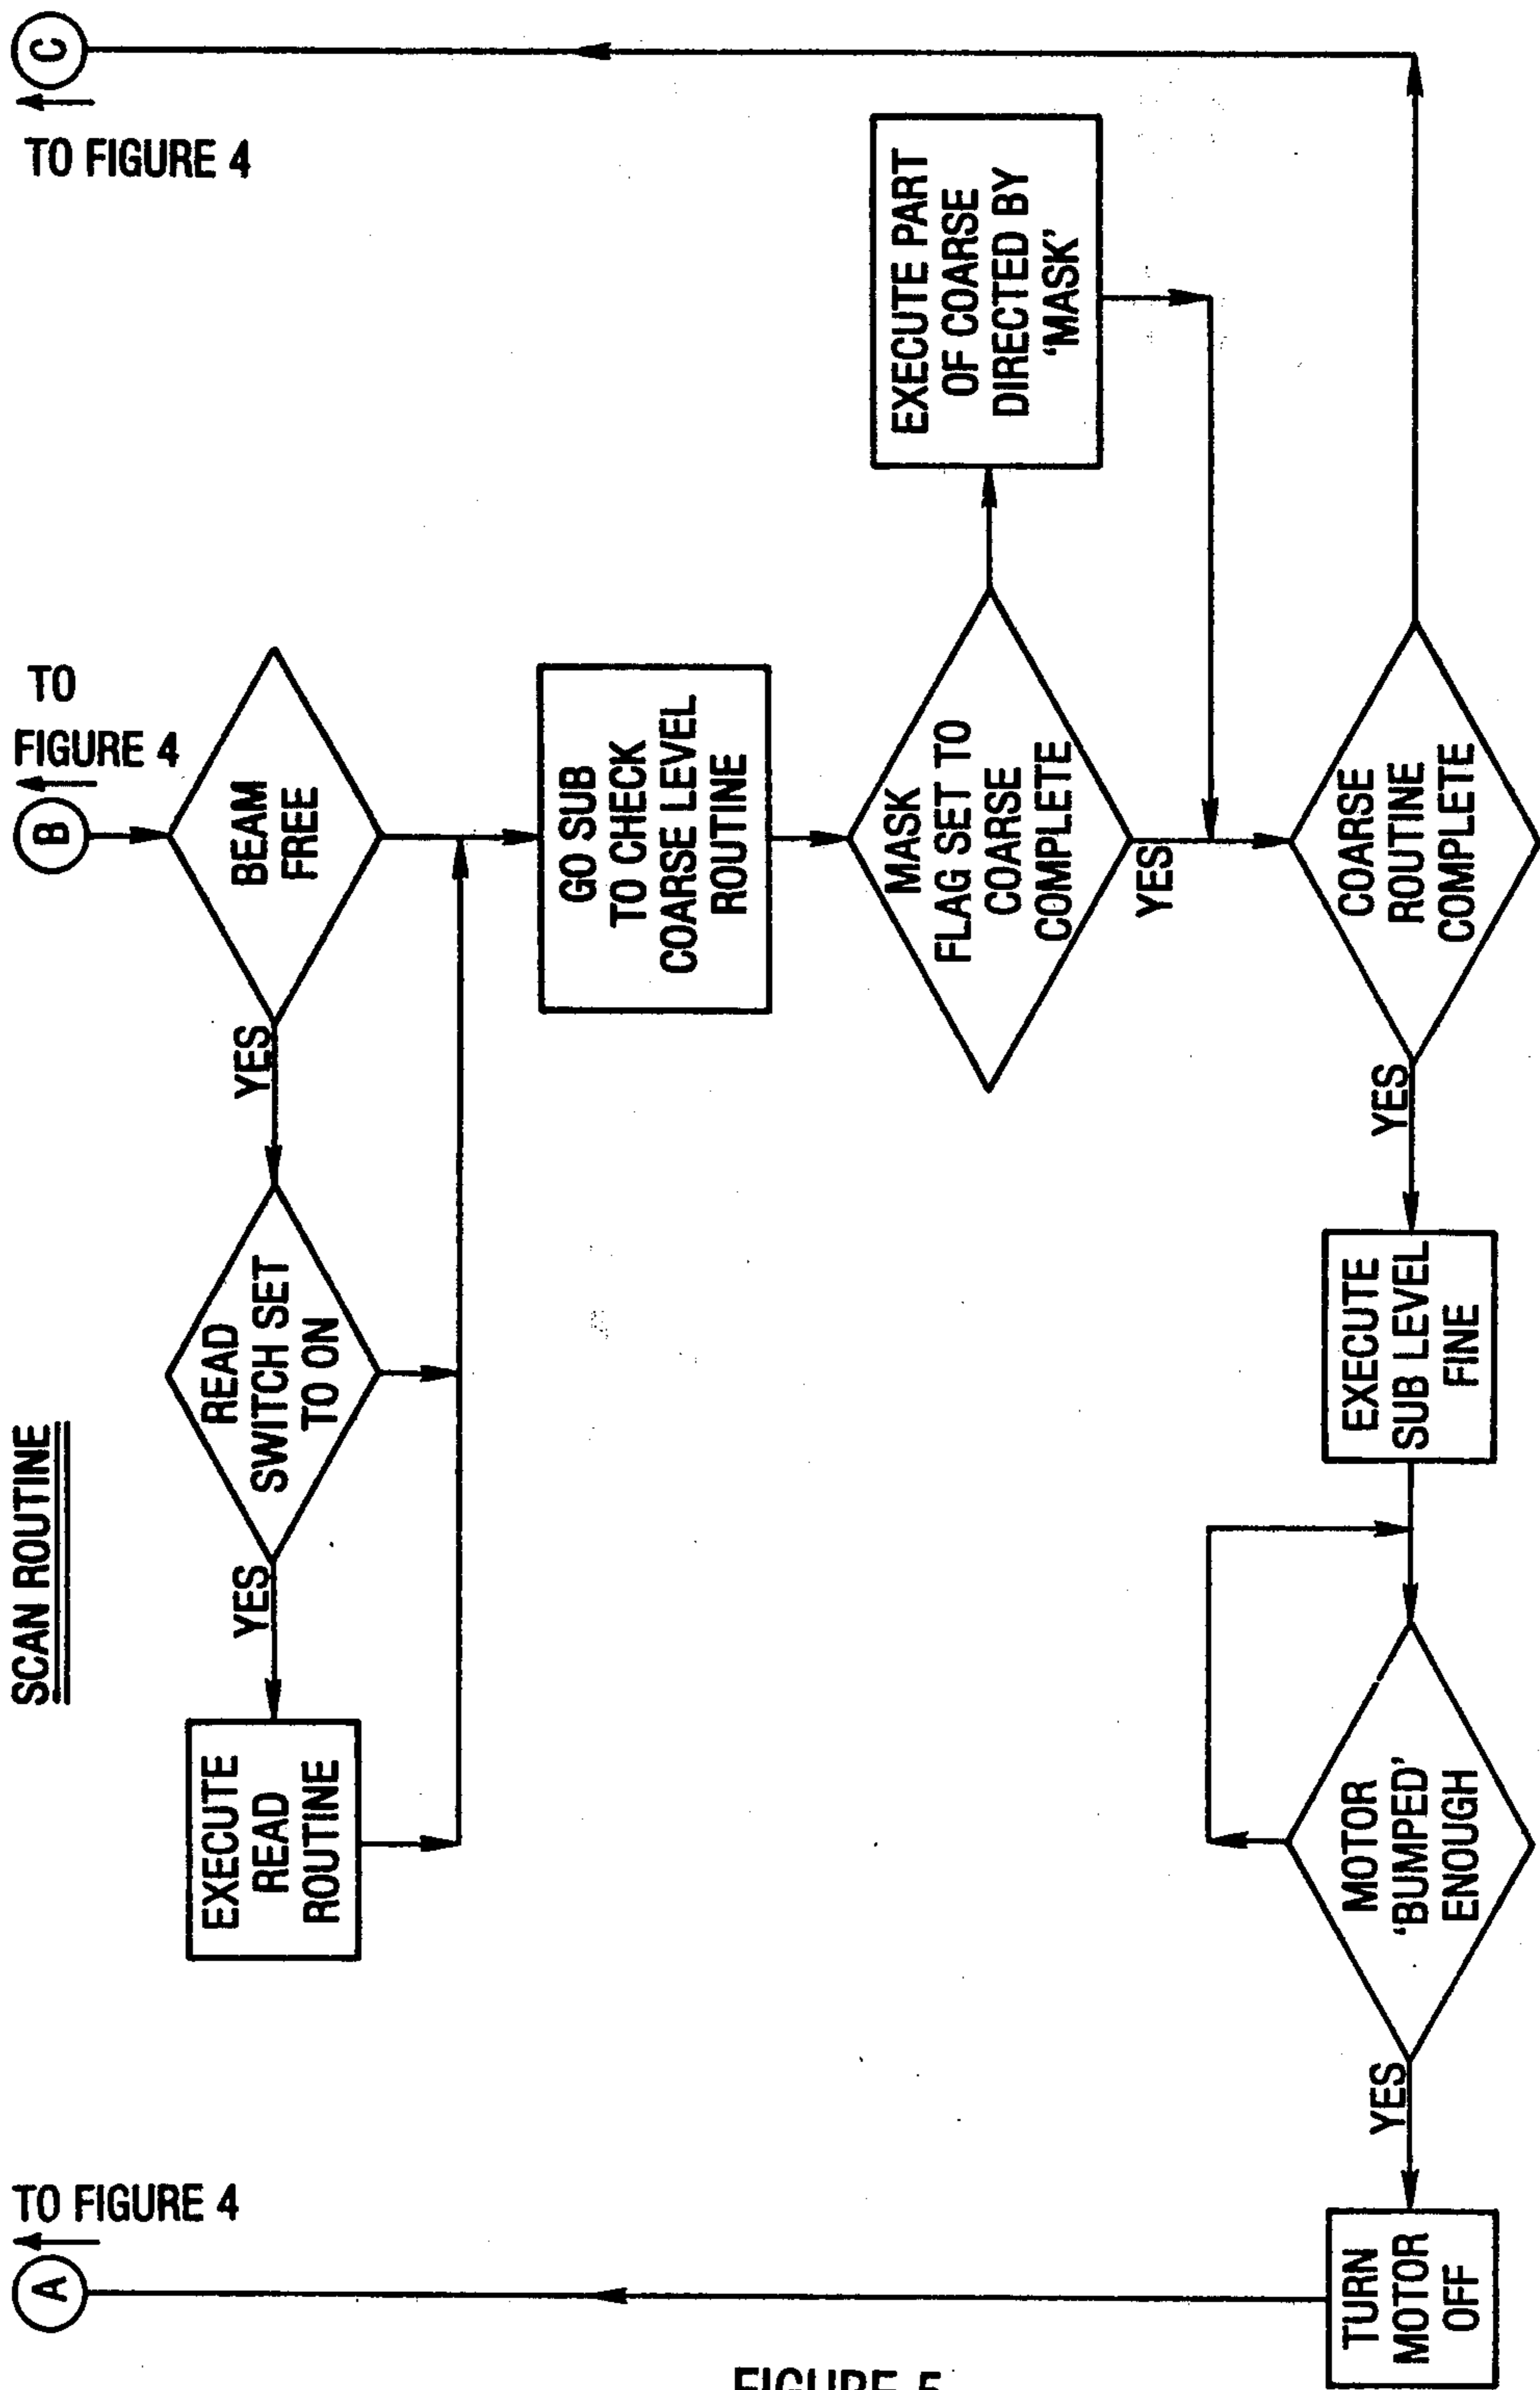 SCAN ROUTINE
A
TO FIGURE 4
B
TO
FIGURE 4
C
TO FIGURE 4
BEAM
FREE
YES
READ
SWITCH SET
TO ON
YES
EXECUTE
READ
ROUTINE
GO SUB
TO CHECK
COARSE LEVEL
ROUTINE
MASK
FLAG SET TO
COARSE
COMPLETE
YES
EXECUTE PART
OF COARSE
DIRECTED BY
'MASK'
COARSE
ROUTINE
COMPLETE
YES
EXECUTE
SUB LEVEL
FINE
MOTOR
'BUMPED'
ENOUGH
YES
TURN
MOTOR
OFF
FIGURE 5